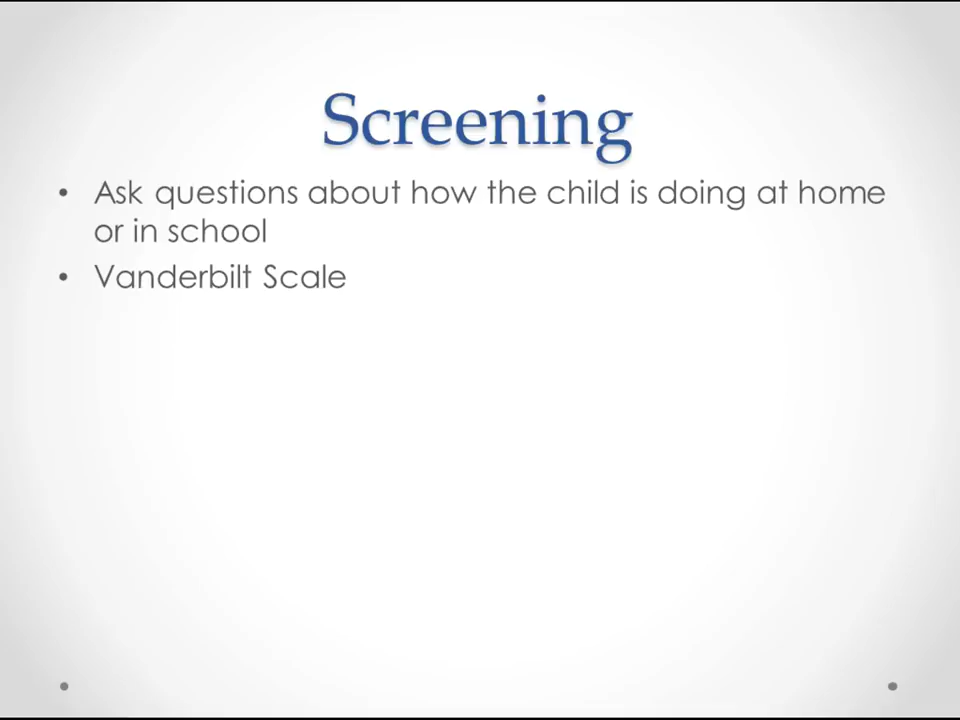 Screening
• Ask questions about how the child is doing at home
or in school
• Vanderbilt Scale